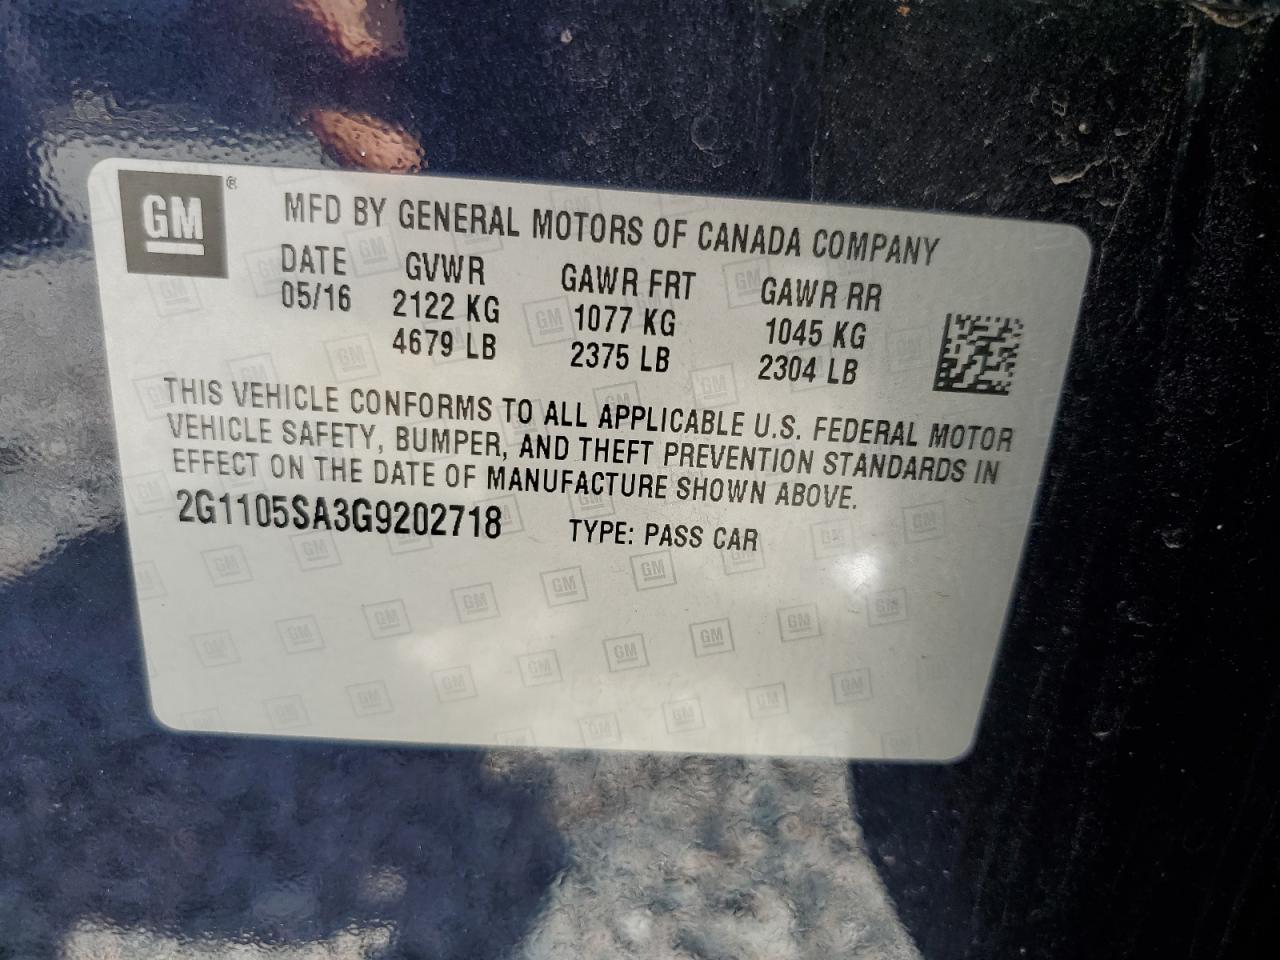 GM ®
MFD BY GENERAL MOTORS OF CANADA COMPANY
DATE GVWR GAWR FRT GAWR RR
05/16 2122 KG 1077 KG 1045 KG
4679 LB 2375 LB 2304 LB
THIS VEHICLE CONFORMS TO ALL APPLICABLE U.S. FEDERAL MOTOR
VEHICLE SAFETY, BUMPER, AND THEFT PREVENTION STANDARDS IN
EFFECT ON THE DATE OF MANUFACTURE SHOWN ABOVE.
2G1105SA3G9202718 TYPE: PASS CAR